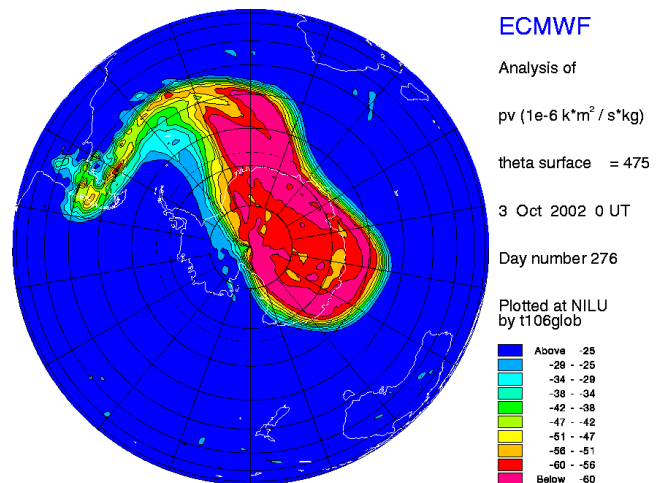 ECMWF
Analysis of
pv (1e-6 k*m² / s*kg)
theta surface = 475
3 Oct 2002 0 UT
Day number 276
Plotted at NILU
by t106glob
Above -25
-29 - -25
-34 - -29
-38 - -34
-42 - -38
-47 - -42
-51 - -47
-56 - -51
-60 - -56
Below -60